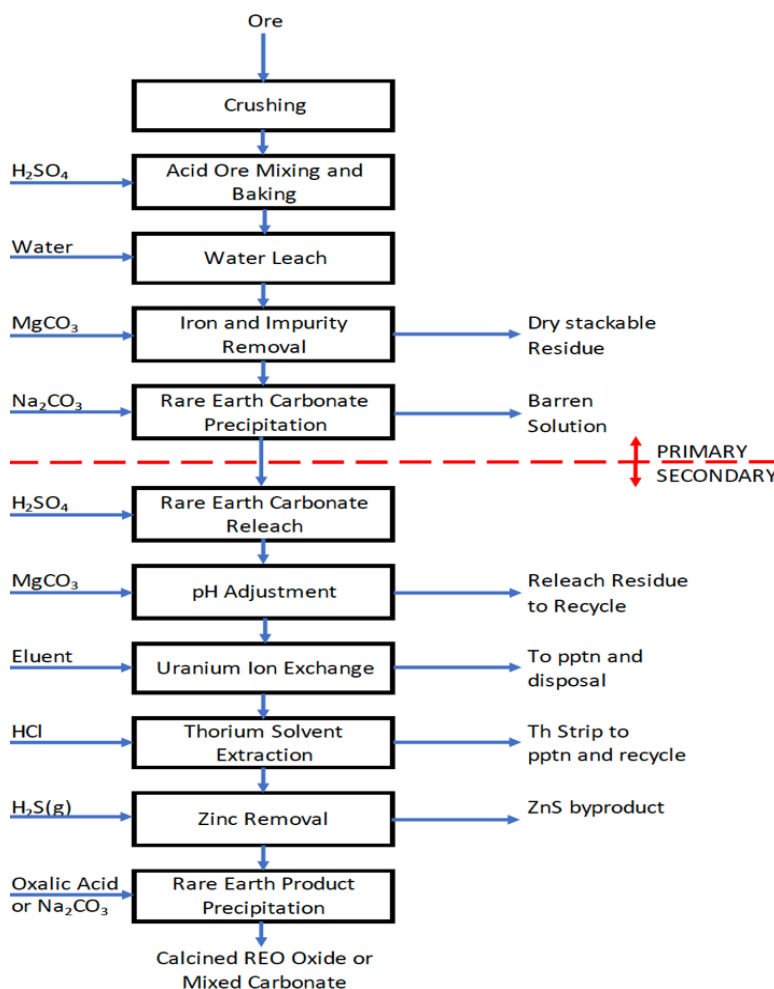 Ore
Crushing
H₂SO₄
Acid Ore Mixing and
Baking
Water
Water Leach
MgCO₃
Iron and Impurity
Removal
Dry stackable
Residue
Na₂CO₃
Rare Earth Carbonate
Precipitation
Barren
Solution
PRIMARY
SECONDARY
H₂SO₄
Rare Earth Carbonate
Releach
MgCO₃
pH Adjustment
Releach Residue
to Recycle
Eluent
Uranium Ion Exchange
To pptn and
disposal
HCl
Thorium Solvent
Extraction
Th Strip to
pptn and recycle
H₂S(g)
Zinc Removal
ZnS byproduct
Oxalic Acid
or Na₂CO₃
Rare Earth Product
Precipitation
Calcined REO Oxide or
Mixed Carbonate